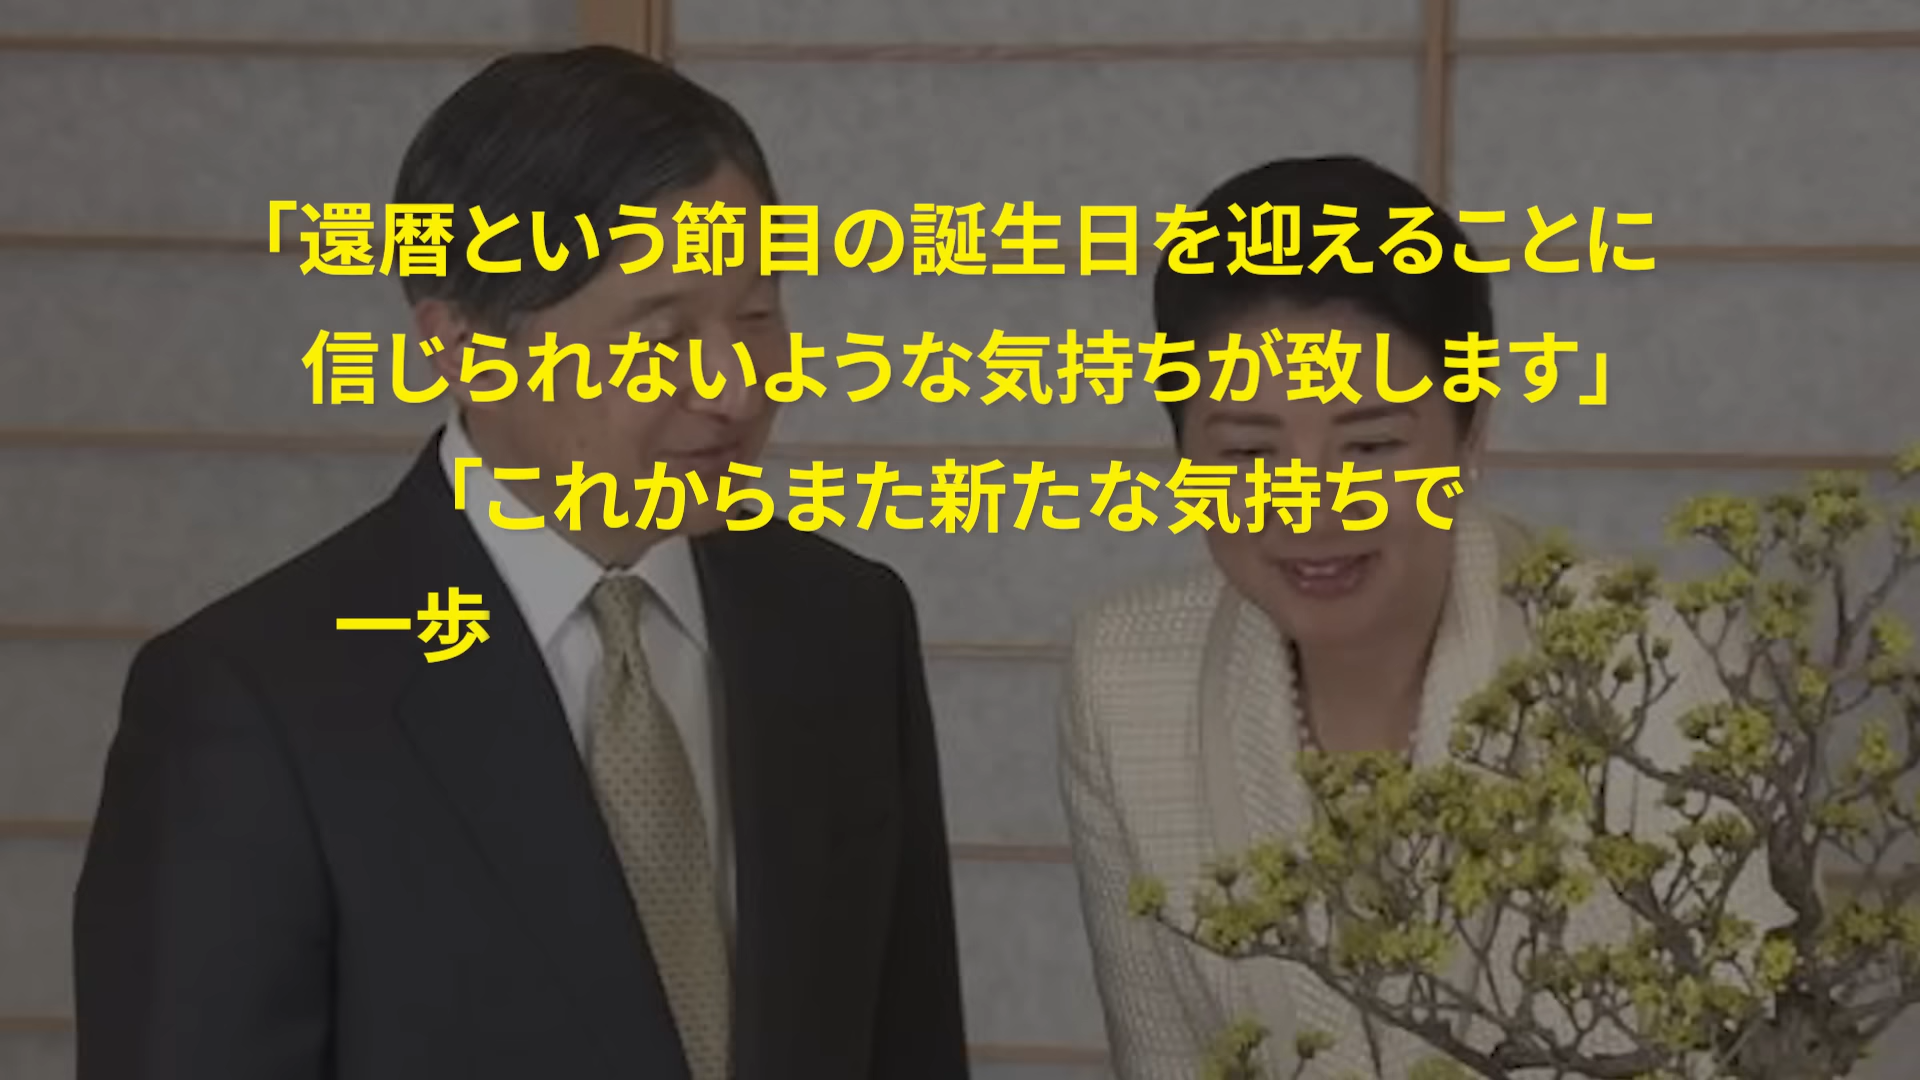 「還暦という節目の誕生日を迎えることに
信じられないような気持ちが致します」
「これからまた新たな気持ちで
一歩